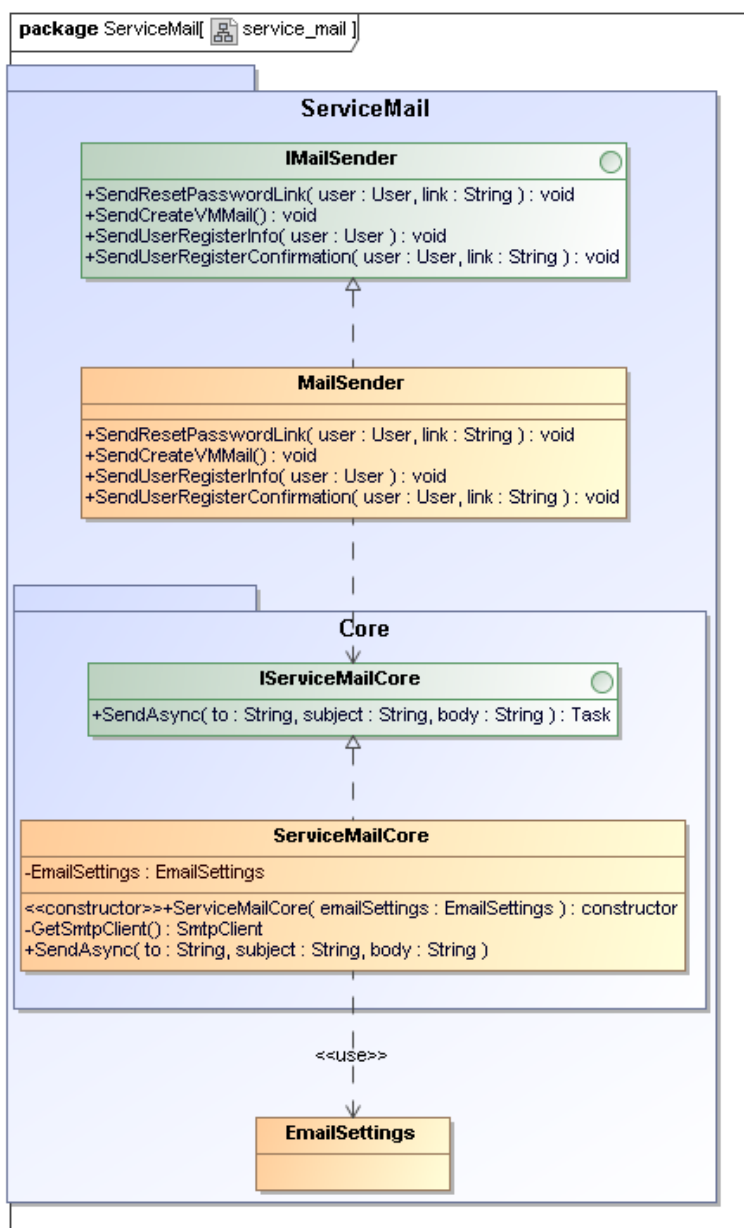 package ServiceMail[ service_mail ]
ServiceMail
IMailSender
+SendResetPasswordLink( user : User, link : String ) : void
+SendCreateVMMail() : void
+SendUserRegisterInfo( user : User ) : void
+SendUserRegisterConfirmation( user : User, link : String ) : void
MailSender
+SendResetPasswordLink( user : User, link : String ) : void
+SendCreateVMMail() : void
+SendUserRegisterInfo( user : User ) : void
+SendUserRegisterConfirmation( user : User, link : String ) : void
Core
IServiceMailCore
+SendAsync( to : String, subject : String, body : String ) : Task
ServiceMailCore
-EmailSettings : EmailSettings
<<constructor>>+ServiceMailCore( emailSettings : EmailSettings ) : constructor
-GetSmtpClient() : SmtpClient
+SendAsync( to : String, subject : String, body : String )
<<use>>
EmailSettings